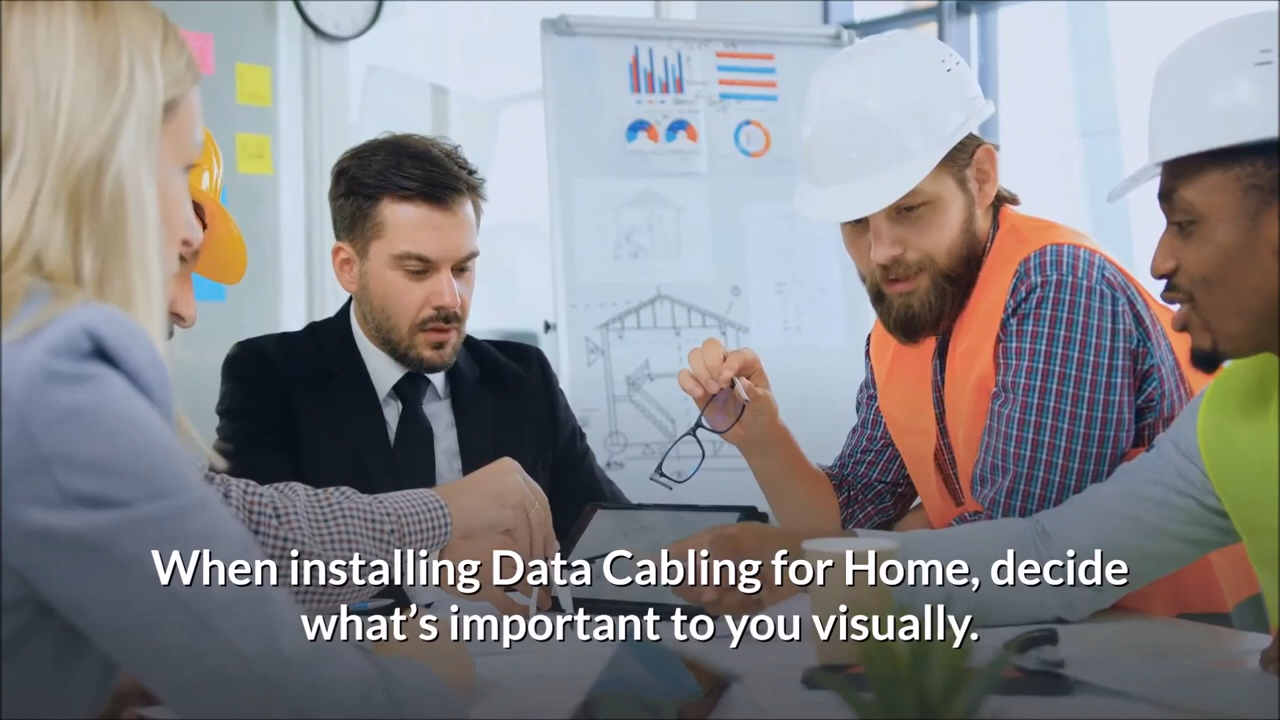 When installing Data Cabling for Home, decide
what’s important to you visually.